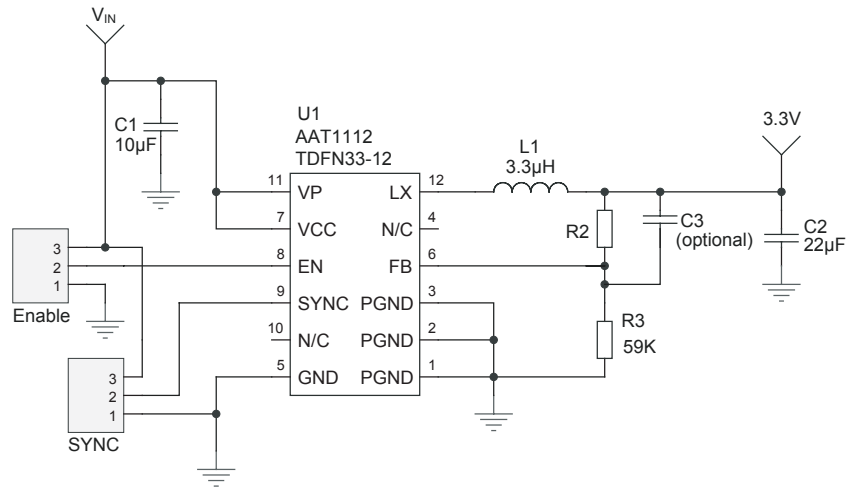 VIN
C1
10µF
U1
AAT1112
TDFN33-12
L1
3.3µH
3.3V
11 VP LX 12
7 VCC N/C 4
8 EN FB 6
9 SYNC PGND 3
10 N/C PGND 2
5 GND PGND 1
R2
C3
(optional)
C2
22µF
R3
59K
3
2
1
Enable
3
2
1
SYNC